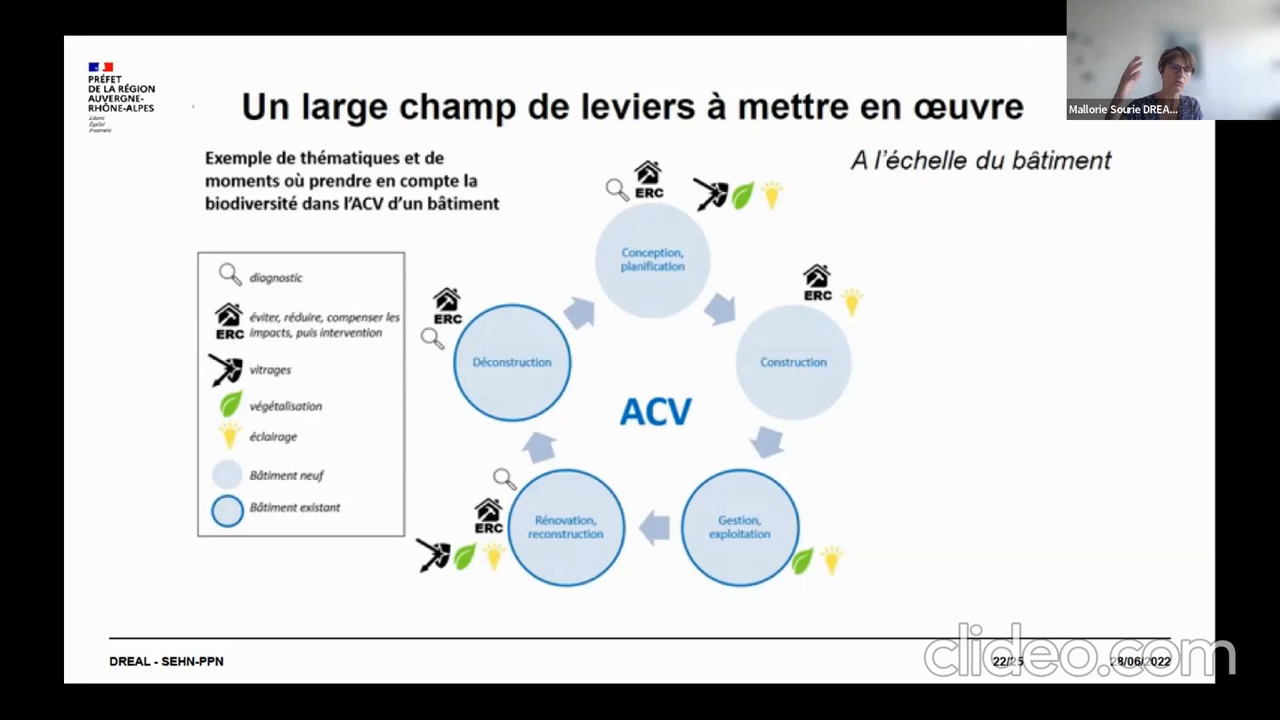 PRÉFET
DE LA RÉGION
AUVERGNE-
RHÔNE-ALPES
Liberté
Égalité
Fraternité
Un large champ de leviers à mettre en œuvre
Mallorie Sourie DREA...
Exemple de thématiques et de
moments où prendre en compte la
biodiversité dans l'ACV d'un bâtiment
A l'échelle du bâtiment
diagnostic
ERC
éviter, réduire, compenser les
impacts, puis intervention
vitrages
végétalisation
éclairage
Bâtiment neuf
Bâtiment existant
ERC
Conception,
planification
ERC
Construction
ERC
Déconstruction
ACV
ERC
Rénovation,
reconstruction
Gestion,
exploitation
DREAL - SEHN-PPN
22/25
28/06/2022
clideo.com